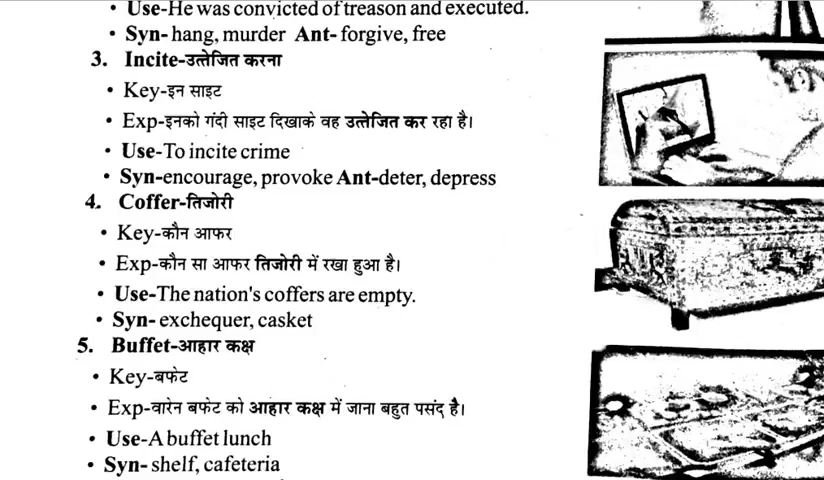 • Use-He was convicted of treason and executed.
• Syn- hang, murder Ant- forgive, free
3. Incite-उत्तेजित करना
• Key-इन साइट
• Exp-इनको गंदी साइट दिखाके वह उत्तेजित कर रहा है।
• Use-To incite crime
• Syn-encourage, provoke Ant-deter, depress
4. Coffer-तिजोरी
• Key-कौन आफर
• Exp-कौन सा आफर तिजोरी में रखा हुआ है।
• Use-The nation's coffers are empty.
• Syn- exchequer, casket
5. Buffet-आहार कक्ष
• Key-बफेट
• Exp-वारेन बफेट को आहार कक्ष में जाना बहुत पसंद है।
• Use-A buffet lunch
• Syn- shelf, cafeteria